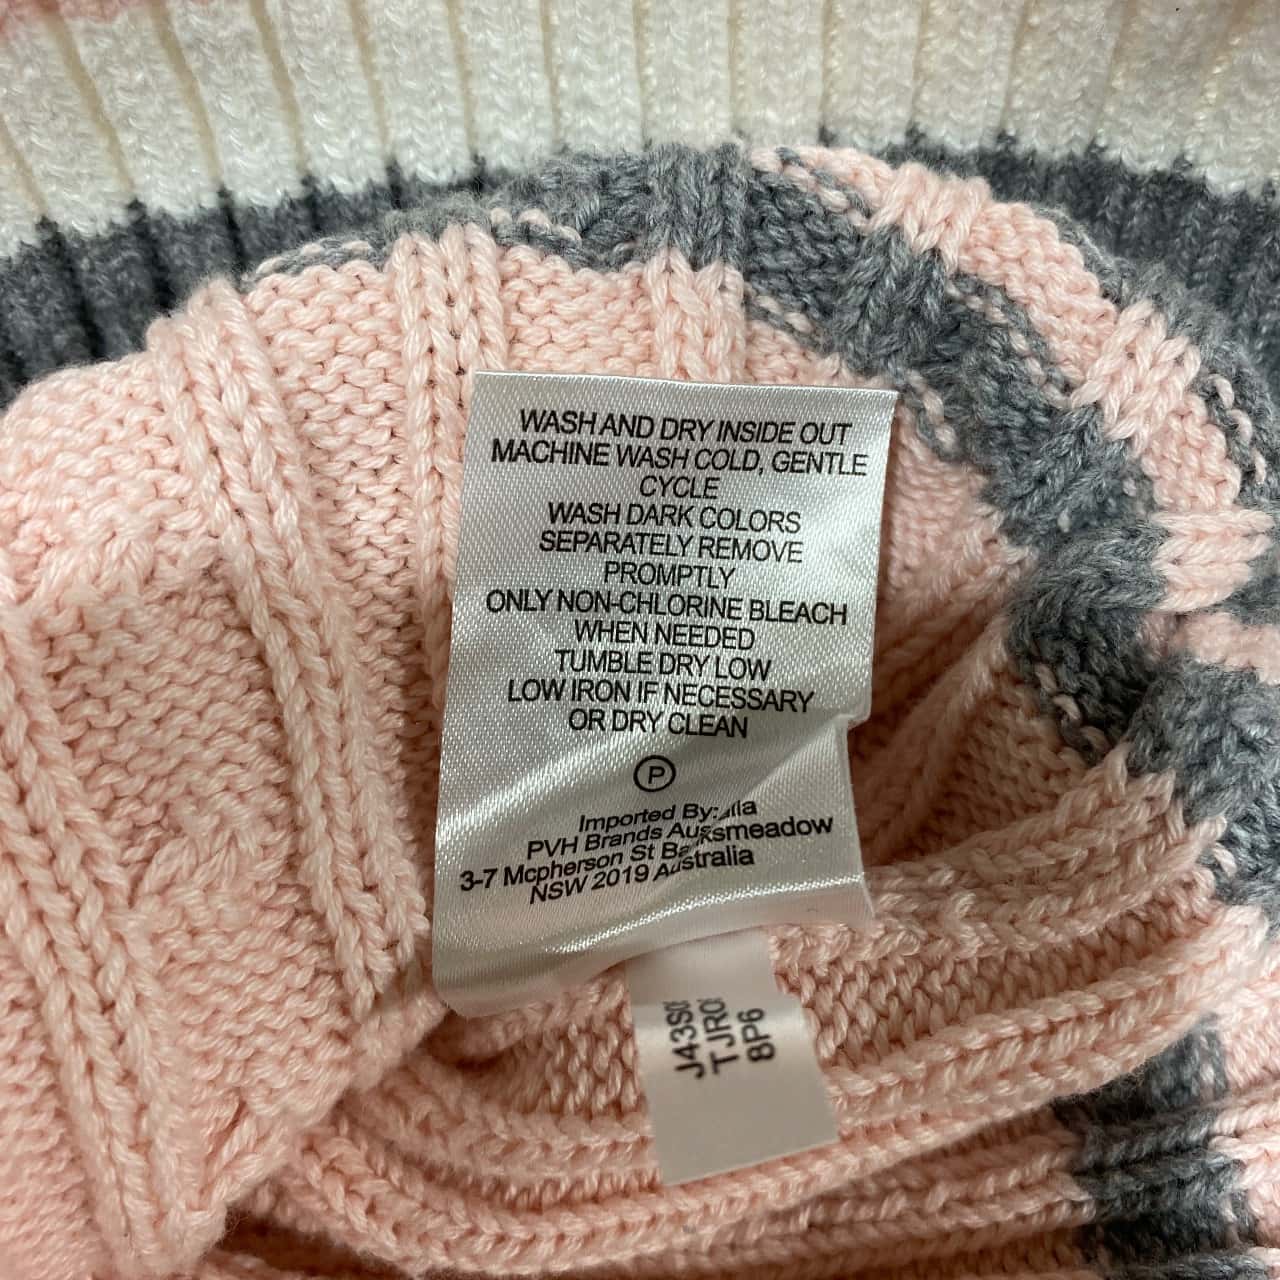 WASH AND DRY INSIDE OUT
MACHINE WASH COLD, GENTLE
CYCLE
WASH DARK COLORS
SEPARATELY REMOVE
PROMPTLY
ONLY NON-CHLORINE BLEACH
WHEN NEEDED
TUMBLE DRY LOW
LOW IRON IF NECESSARY
OR DRY CLEAN
P
Imported By:
PVH Brands
3-7 Mcpherson St
NSW 2019 Australia
8P6